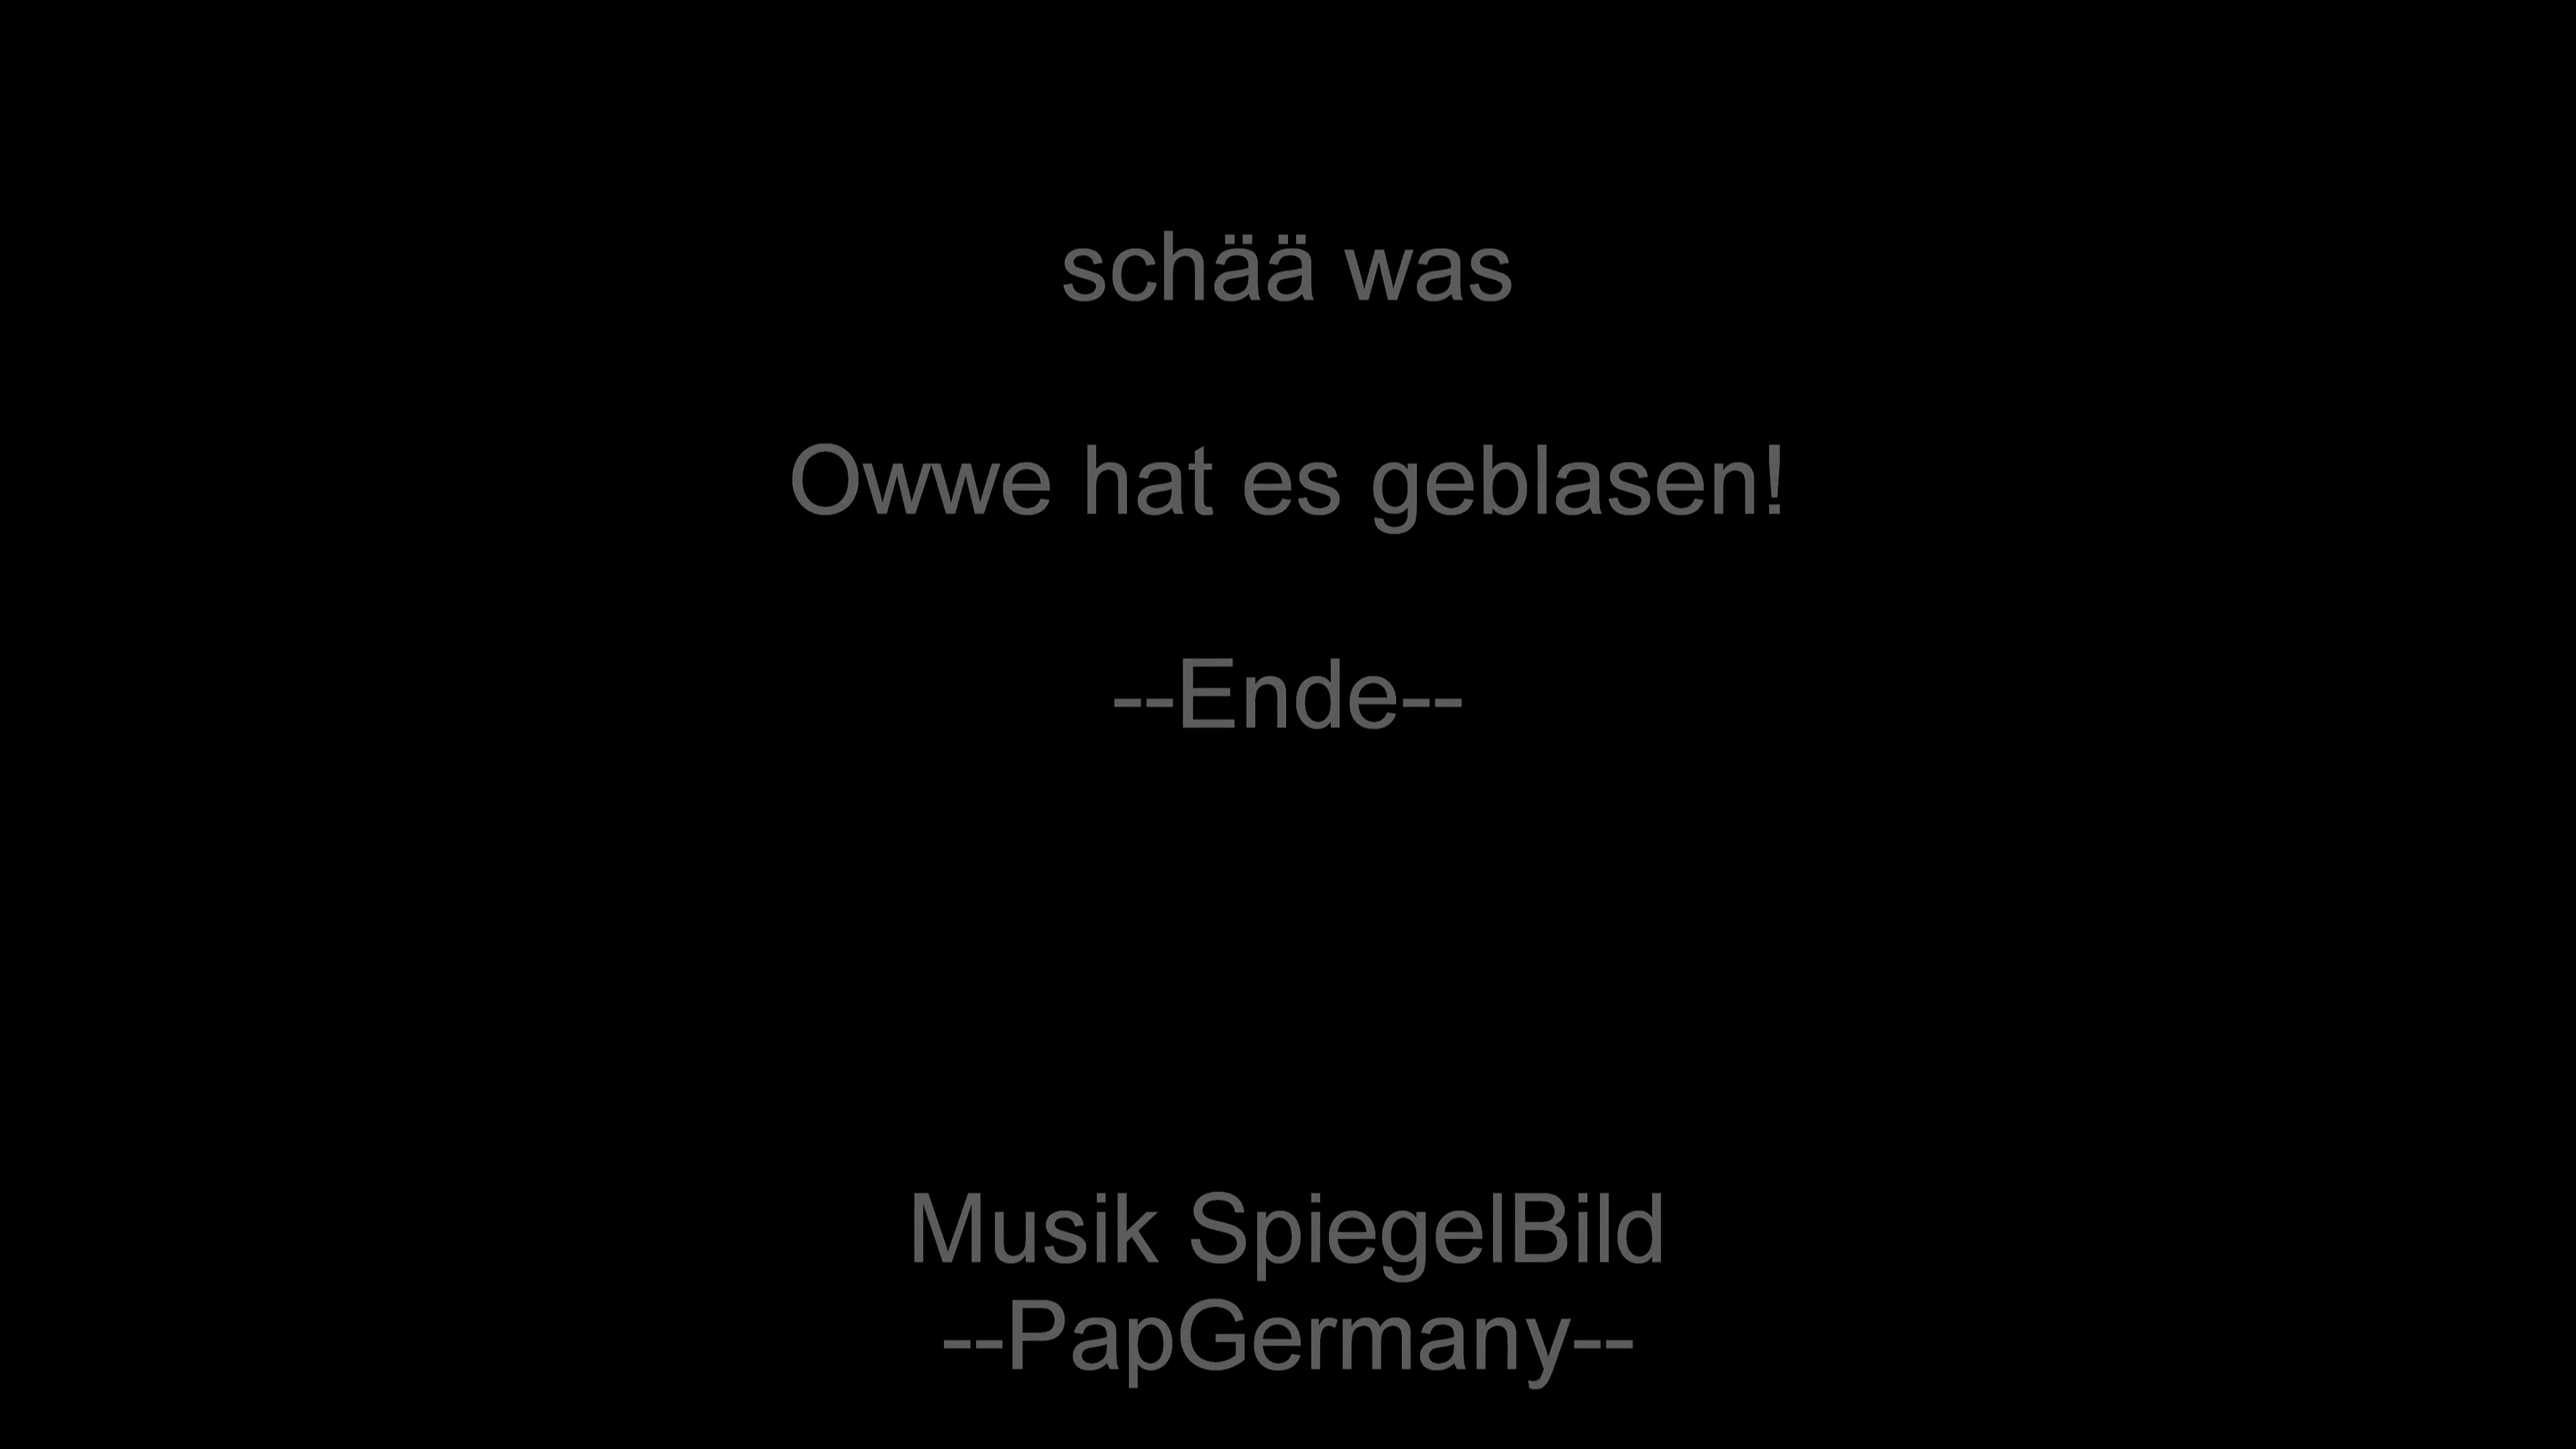 schää was
Owwe hat es geblasen!
--Ende--
Musik SpiegelBild
--PapGermany--